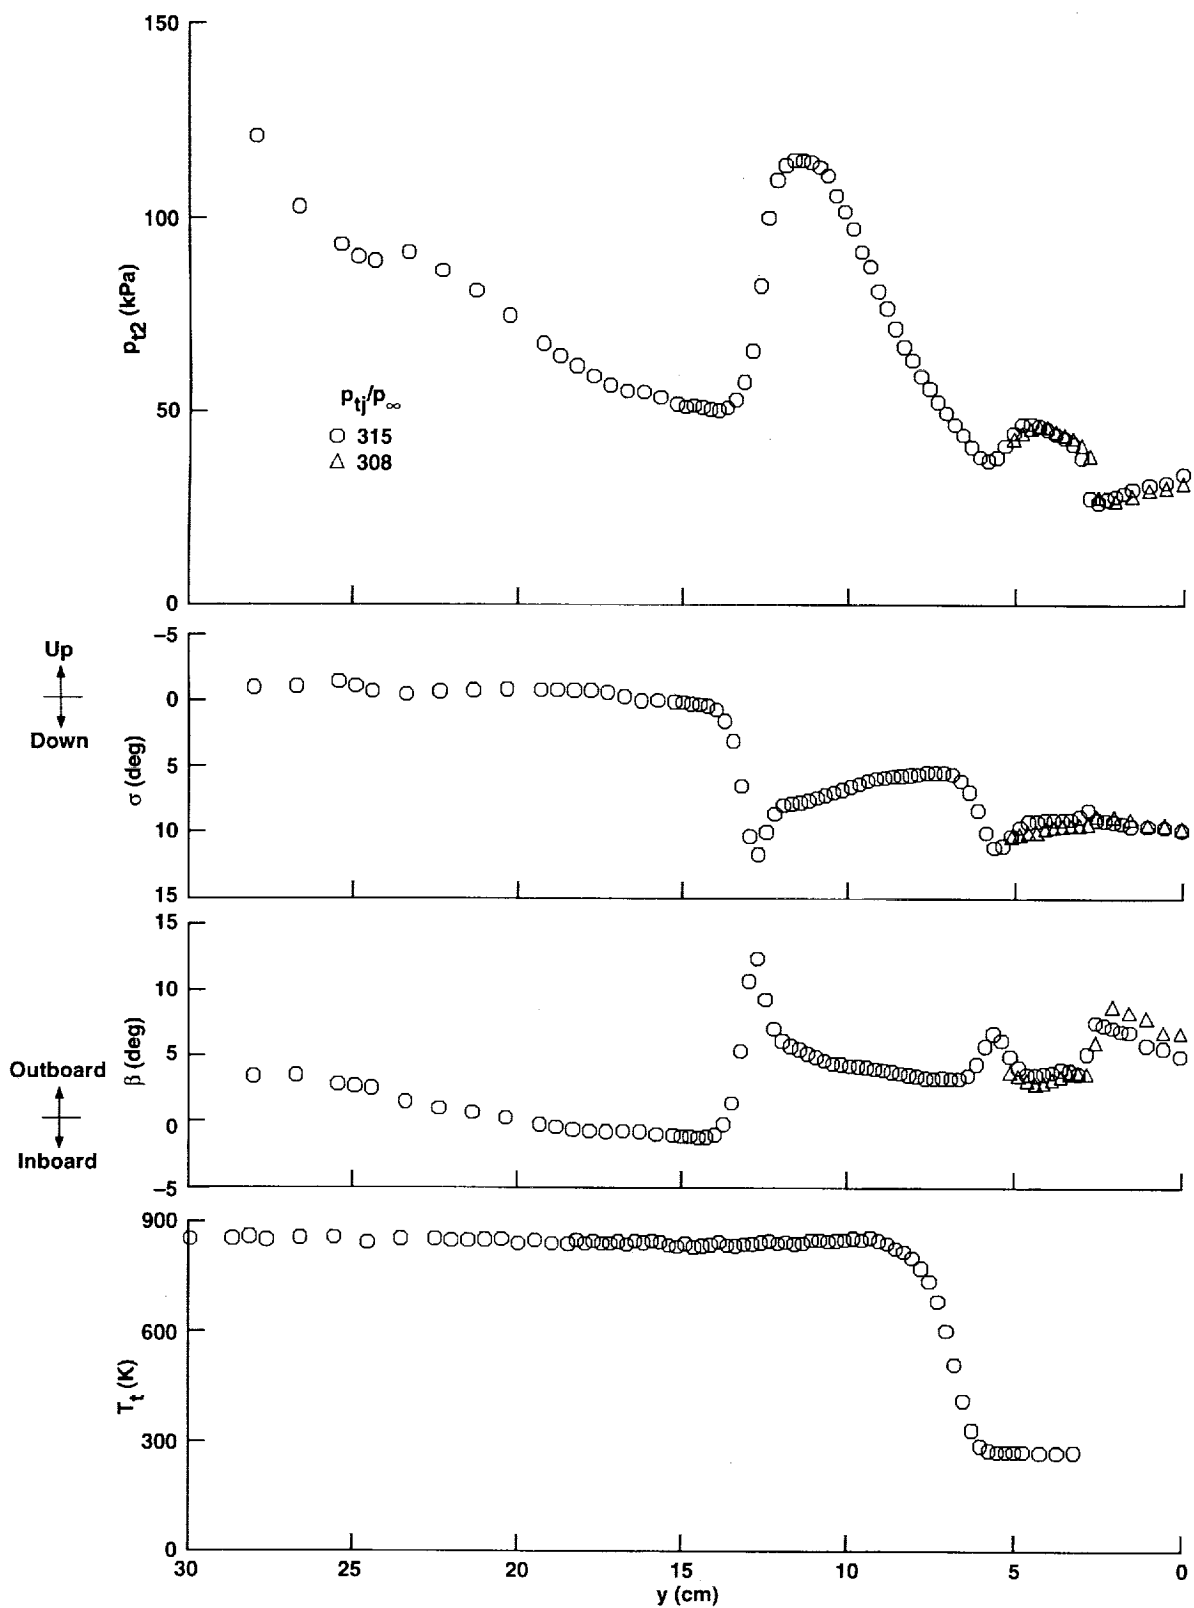 150
100
50
0
p_t2 (kPa)
p_tj/p_∞
315
308
Up
Down
–5
0
5
10
15
σ (deg)
15
10
5
0
–5
β (deg)
Outboard
Inboard
900
600
300
0
T_t (K)
30 25 20 15 10 5 0
y (cm)